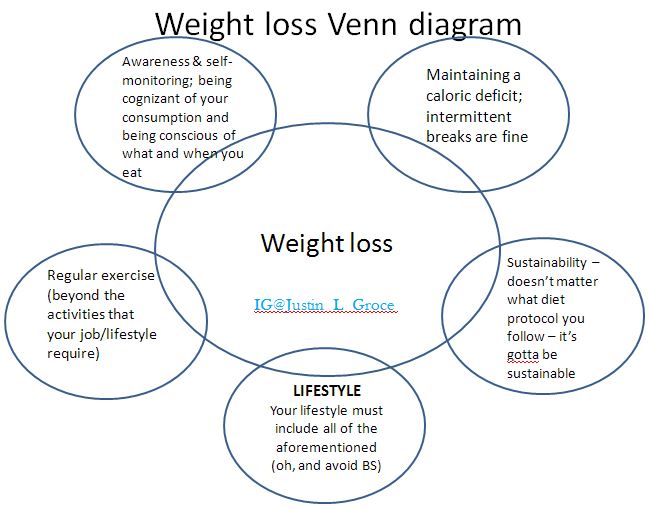 Weight loss Venn diagram
Awareness & self-
monitoring; being
cognizant of your
consumption and
being conscious of
what and when you
eat
Maintaining a
caloric deficit;
intermittent
breaks are fine
Weight loss
IG@Justin_L_Groce
Regular exercise
(beyond the
activities that
your job/lifestyle
require)
Sustainability –
doesn't matter
what diet
protocol you
follow – it's
gotta be
sustainable
LIFESTYLE
Your lifestyle must
include all of the
aforementioned
(oh, and avoid BS)